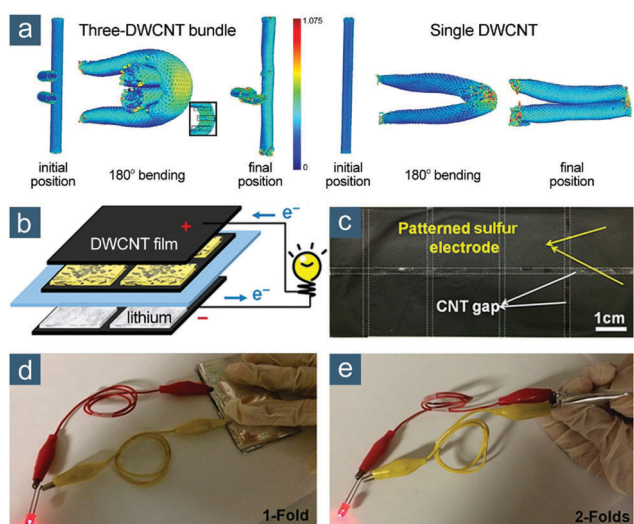 a
Three-DWCNT bundle
1.075
0
initial
position
180° bending
final
position
Single DWCNT
initial
position
180° bending
final
position
b
e⁻
+
DWCNT film
lithium
e⁻
−
c
Patterned sulfur
electrode
CNT gap
1cm
d
1-Fold
e
2-Folds